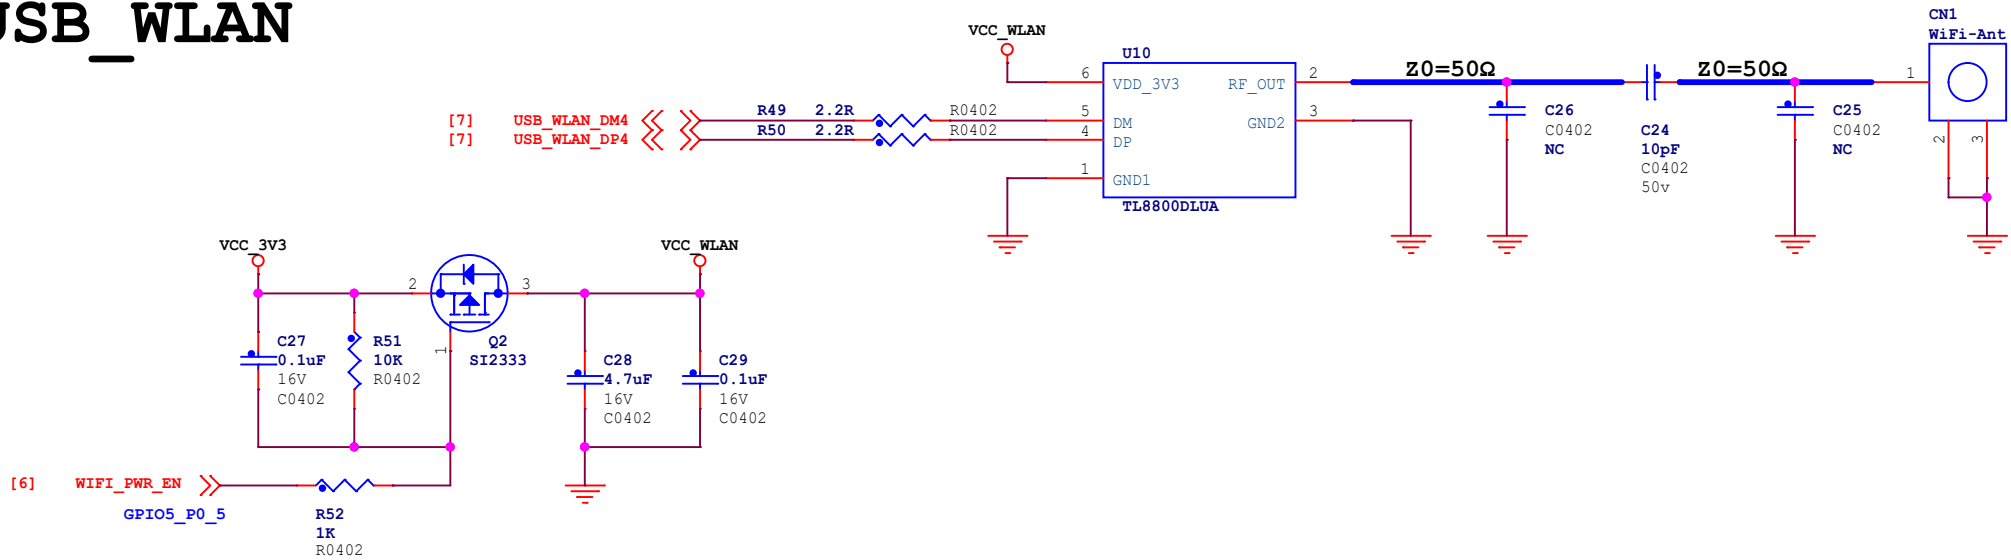 USB_WLAN
VCC_WLAN
U10
CN1
WiFi-Ant
6
VDD_3V3
RF_OUT
2
Z0=50Ω
Z0=50Ω
1
[7]
USB_WLAN_DM4
R49
2.2R
R0402
5
DM
GND2
3
C26
C0402
NC
C25
C0402
NC
[7]
USB_WLAN_DP4
R50
2.2R
R0402
4
DP
C24
10pF
C0402
50v
2
3
1
GND1
TL8800DLUA
VCC_3V3
VCC_WLAN
2
3
1
Q2
SI2333
C27
0.1uF
16V
C0402
R51
10K
R0402
C28
4.7uF
16V
C0402
C29
0.1uF
16V
C0402
[6]
WIFI_PWR_EN
GPIO5_P0_5
R52
1K
R0402